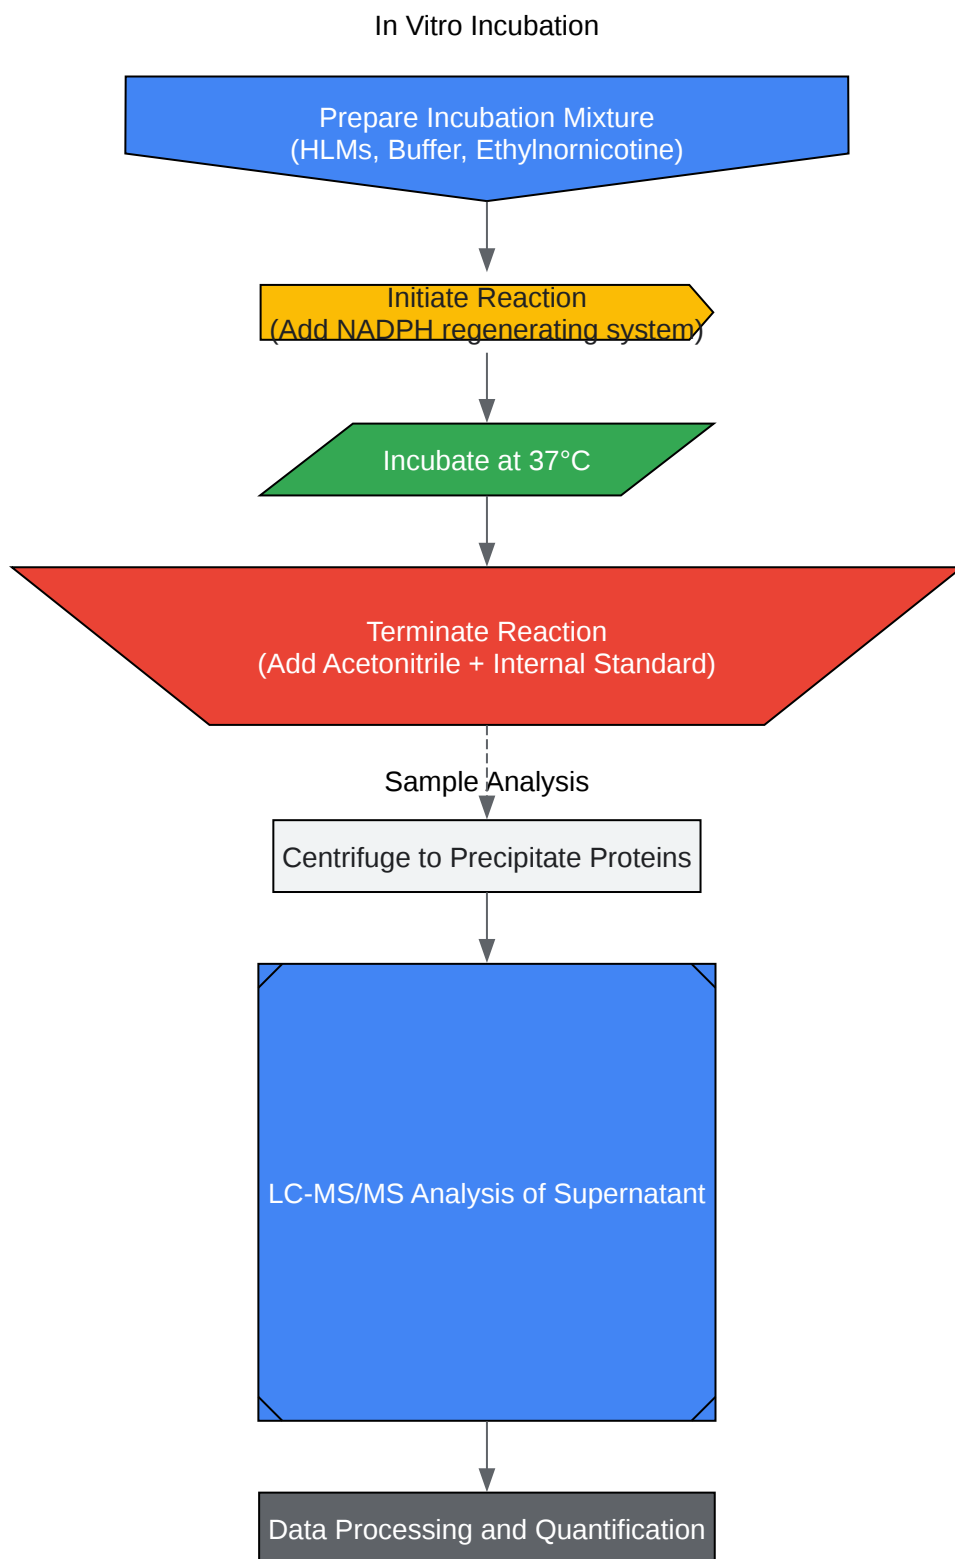 In Vitro Incubation
Prepare Incubation Mixture
(HLMs, Buffer, Ethylnornicotine)
Initiate Reaction
(Add NADPH regenerating system)
Incubate at 37°C
Terminate Reaction
(Add Acetonitrile + Internal Standard)
Sample Analysis
Centrifuge to Precipitate Proteins
LC-MS/MS Analysis of Supernatant
Data Processing and Quantification